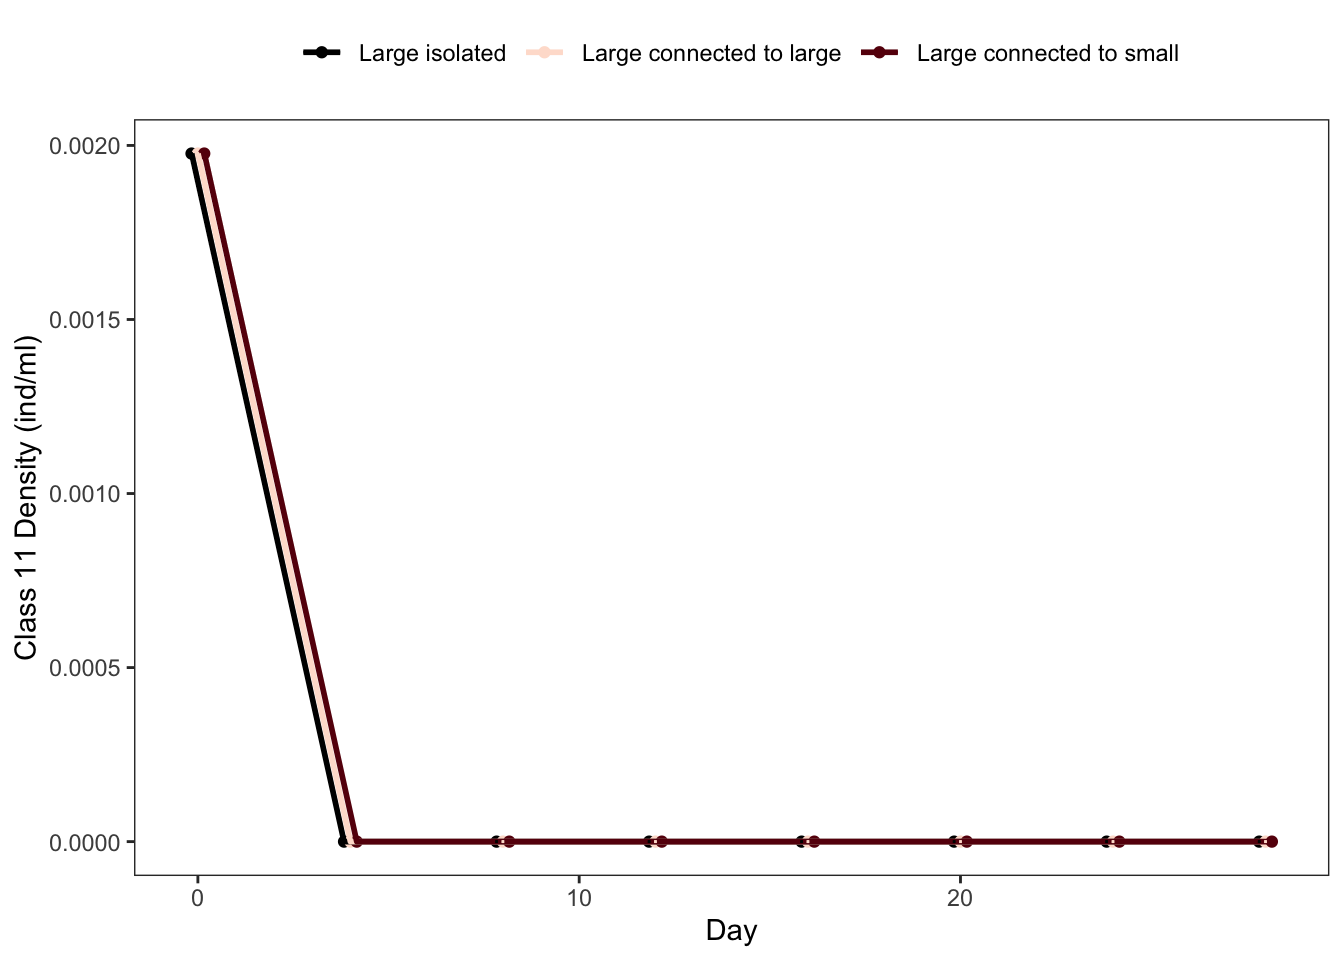 Large isolated Large connected to large Large connected to small
0.0020
0.0015
0.0010
0.0005
0.0000
Class 11 Density (ind/ml)
0 10 20
Day